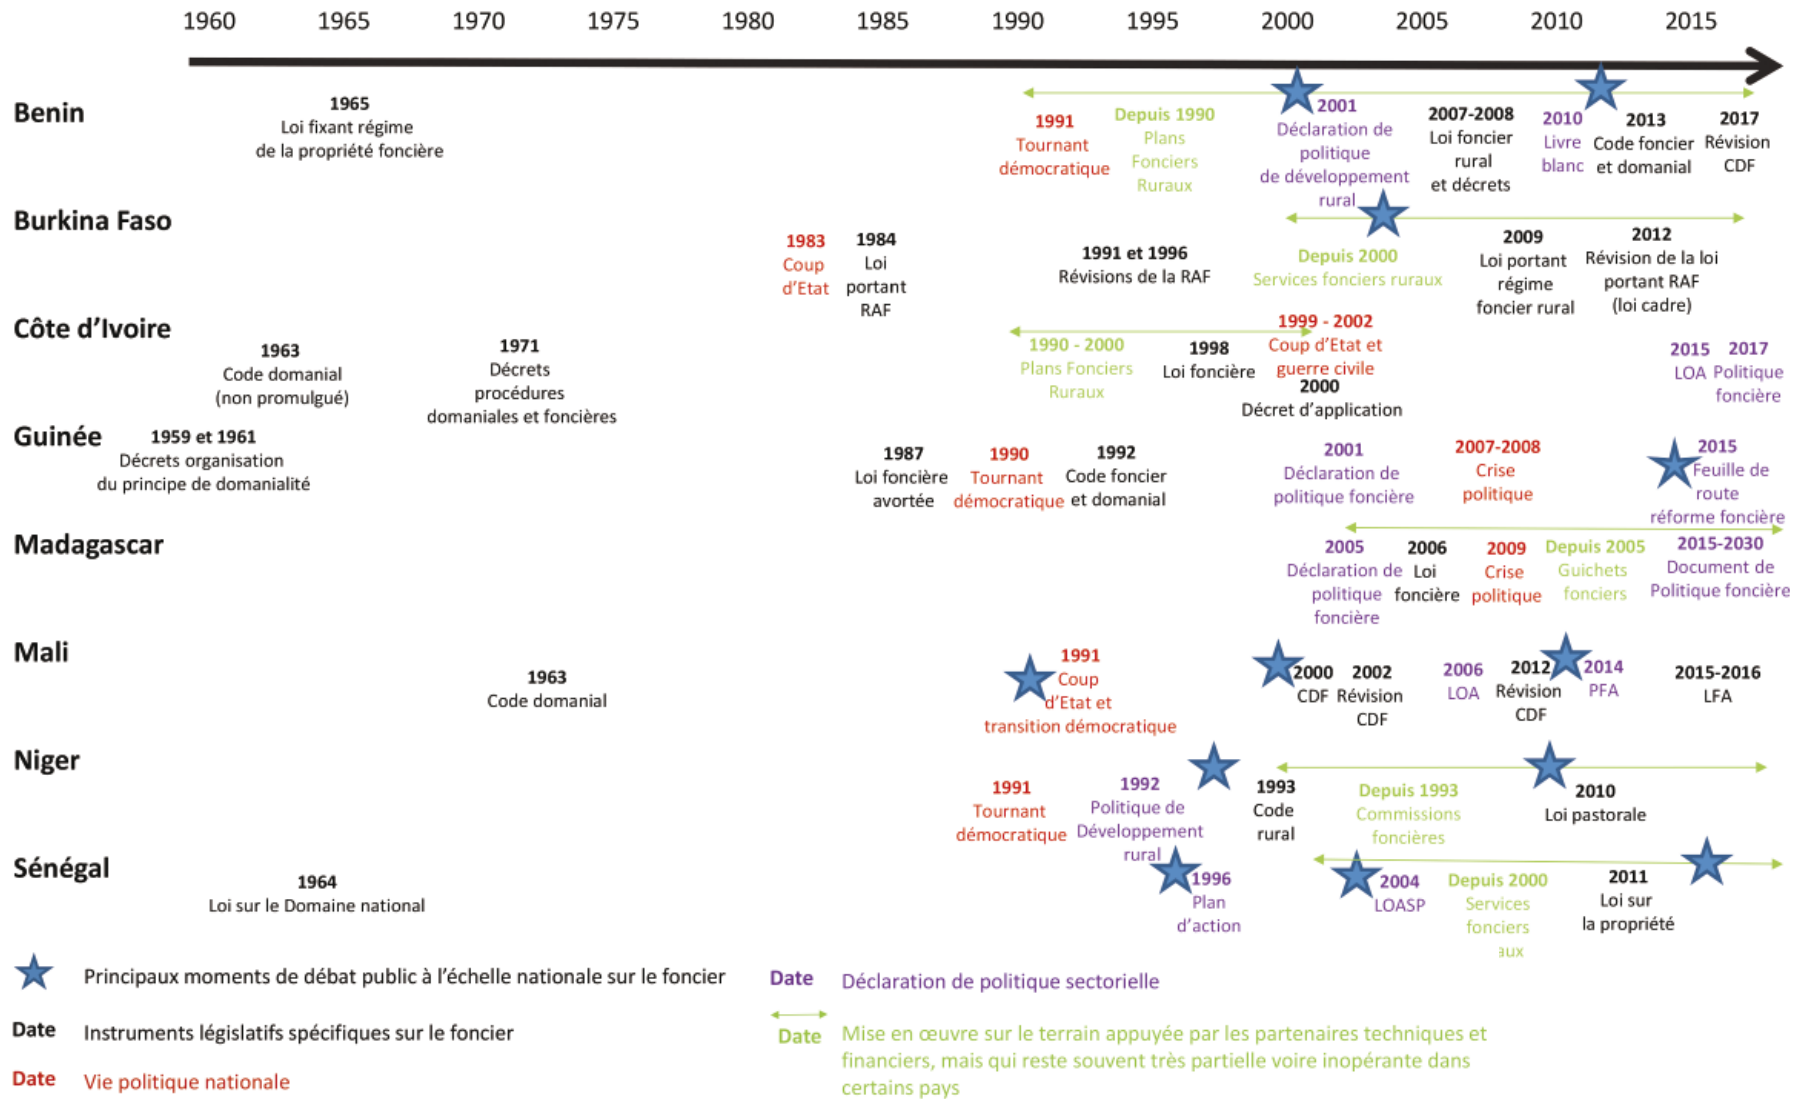 1960 1965 1970 1975 1980 1985 1990 1995 2000 2005 2010 2015
Benin
1965
Loi fixant régime
de la propriété foncière
1991
Tournant
démocratique
Depuis 1990
Plans
Fonciers
Ruraux
2001
Déclaration de
politique
de développement
rural
2007-2008
Loi foncier
rural
et décrets
2010
Livre
blanc
2013
Code foncier
et domanial
2017
Révision
CDF
Burkina Faso
1983
Coup
d'Etat
1984
Loi
portant
RAF
1991 et 1996
Révisions de la RAF
Depuis 2000
Services fonciers ruraux
2009
Loi portant
régime
foncier rural
2012
Révision de la loi
portant RAF
(loi cadre)
Côte d'Ivoire
1963
Code domanial
(non promulgué)
1971
Décrets
procédures
domaniales et foncières
1990 - 2000
Plans Fonciers
Ruraux
1998
Loi foncière
1999 - 2002
Coup d'Etat et
guerre civile
2000
Décret d'application
2015
LOA
2017
Politique
foncière
Guinée
1959 et 1961
Décrets organisation
du principe de domanialité
1987
Loi foncière
avortée
1990
Tournant
démocratique
1992
Code foncier
et domanial
2001
Déclaration de
politique foncière
2007-2008
Crise
politique
2015
Feuille de
route
réforme foncière
Madagascar
2005
Déclaration de
politique
foncière
2006
Loi
foncière
2009
Crise
politique
Depuis 2005
Guichets
fonciers
2015-2030
Document de
Politique foncière
Mali
1963
Code domanial
1991
Coup
d'Etat et
transition démocratique
2000
CDF
2002
Révision
CDF
2006
LOA
2012
Révision
CDF
2014
PFA
2015-2016
LFA
Niger
1991
Tournant
démocratique
1992
Politique de
Développement
rural
1993
Code
rural
Depuis 1993
Commissions
foncières
2010
Loi pastorale
Sénégal
1964
Loi sur le Domaine national
1996
Plan
d'action
2004
LOASP
Depuis 2000
Services
fonciers
aux
2011
Loi sur
la propriété
Principaux moments de débat public à l'échelle nationale sur le foncier
Date Instruments législatifs spécifiques sur le foncier
Date Vie politique nationale
Date Déclaration de politique sectorielle
Date Mise en œuvre sur le terrain appuyée par les partenaires techniques et
financiers, mais qui reste souvent très partielle voire inopérante dans
certains pays